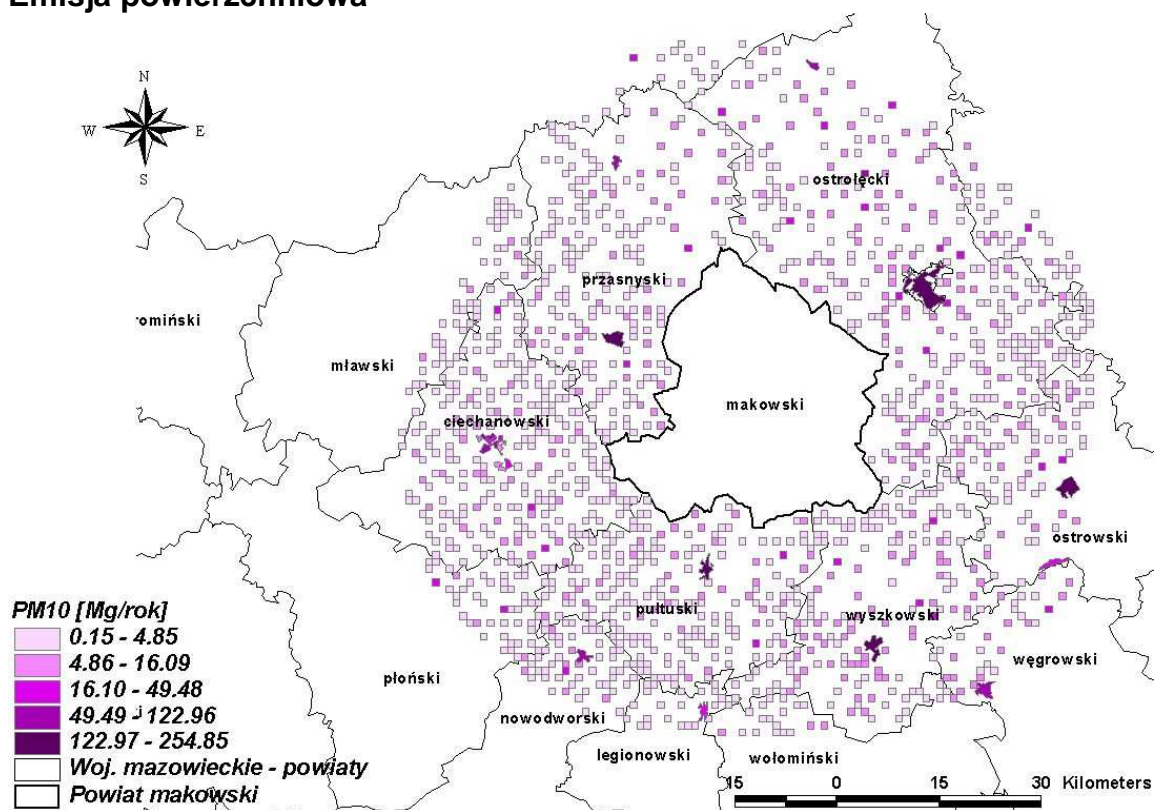 Emisja powierzchniowa
N
W E
S
ostrołęcki
przasnyski
omiński
mławski
makowski
ciechanowski
ostrowski
pułtuski
wyszkowski
węgrowski
płoński
nowodworski
legionowski
wołomiński
PM10 [Mg/rok]
0.15 - 4.85
4.86 - 16.09
16.10 - 49.48
49.49 - 122.96
122.97 - 254.85
Woj. mazowieckie - powiaty
Powiat makowski
15 0 15 30 Kilometers